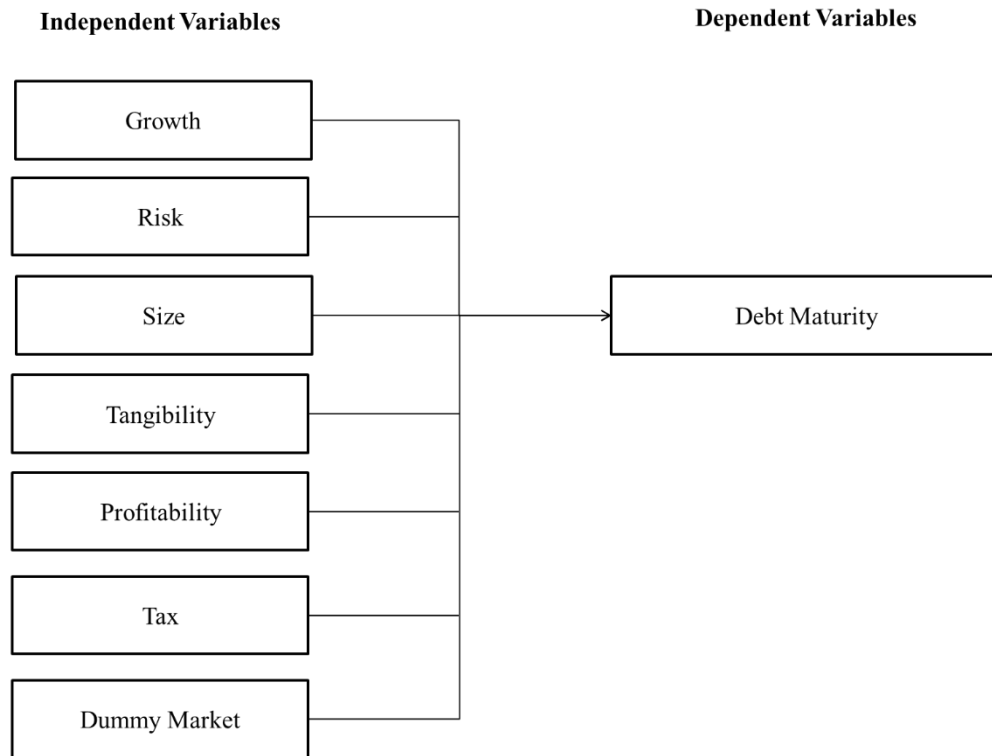 Independent Variables
Dependent Variables
Growth
Risk
Size
Debt Maturity
Tangibility
Profitability
Tax
Dummy Market